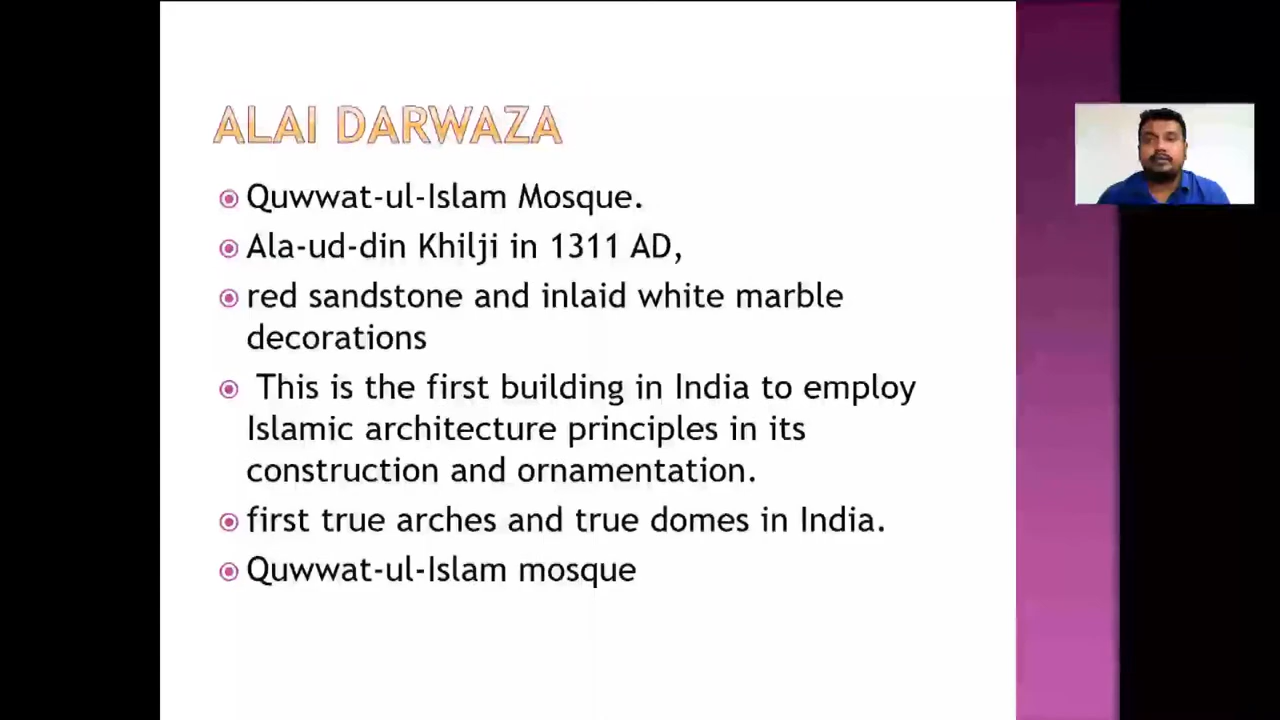 ALAI DARWAZA
Quwwat-ul-Islam Mosque.
Ala-ud-din Khilji in 1311 AD,
red sandstone and inlaid white marble
decorations
This is the first building in India to employ
Islamic architecture principles in its
construction and ornamentation.
first true arches and true domes in India.
Quwwat-ul-Islam mosque